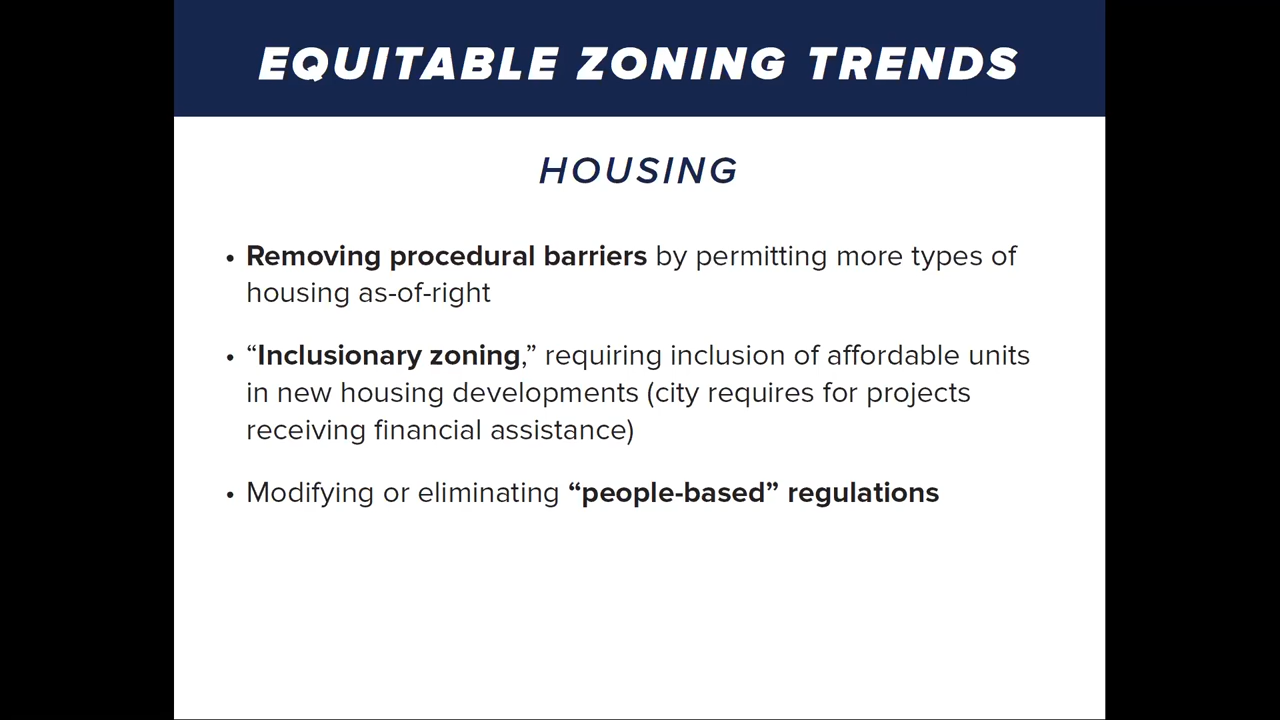 EQUITABLE ZONING TRENDS
HOUSING
• Removing procedural barriers by permitting more types of
housing as-of-right
• “Inclusionary zoning,” requiring inclusion of affordable units
in new housing developments (city requires for projects
receiving financial assistance)
• Modifying or eliminating “people-based” regulations